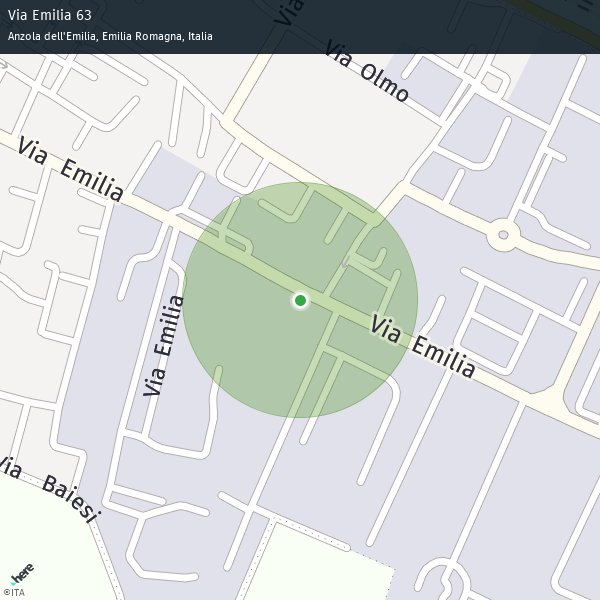 Via Emilia 63
Anzola dell'Emilia, Emilia Romagna, Italia
Via
Via Olmo
Via Emilia
Via Emilia
Via Emilia
Via Baiesi
here
©ITA